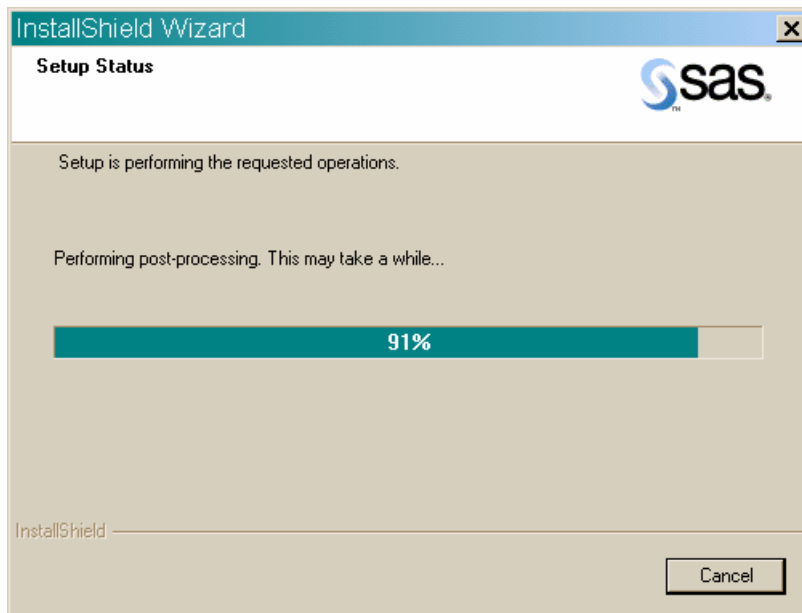 InstallShield Wizard
Setup Status
sas.
TM
Setup is performing the requested operations.
Performing post-processing. This may take a while...
91%
InstallShield
Cancel